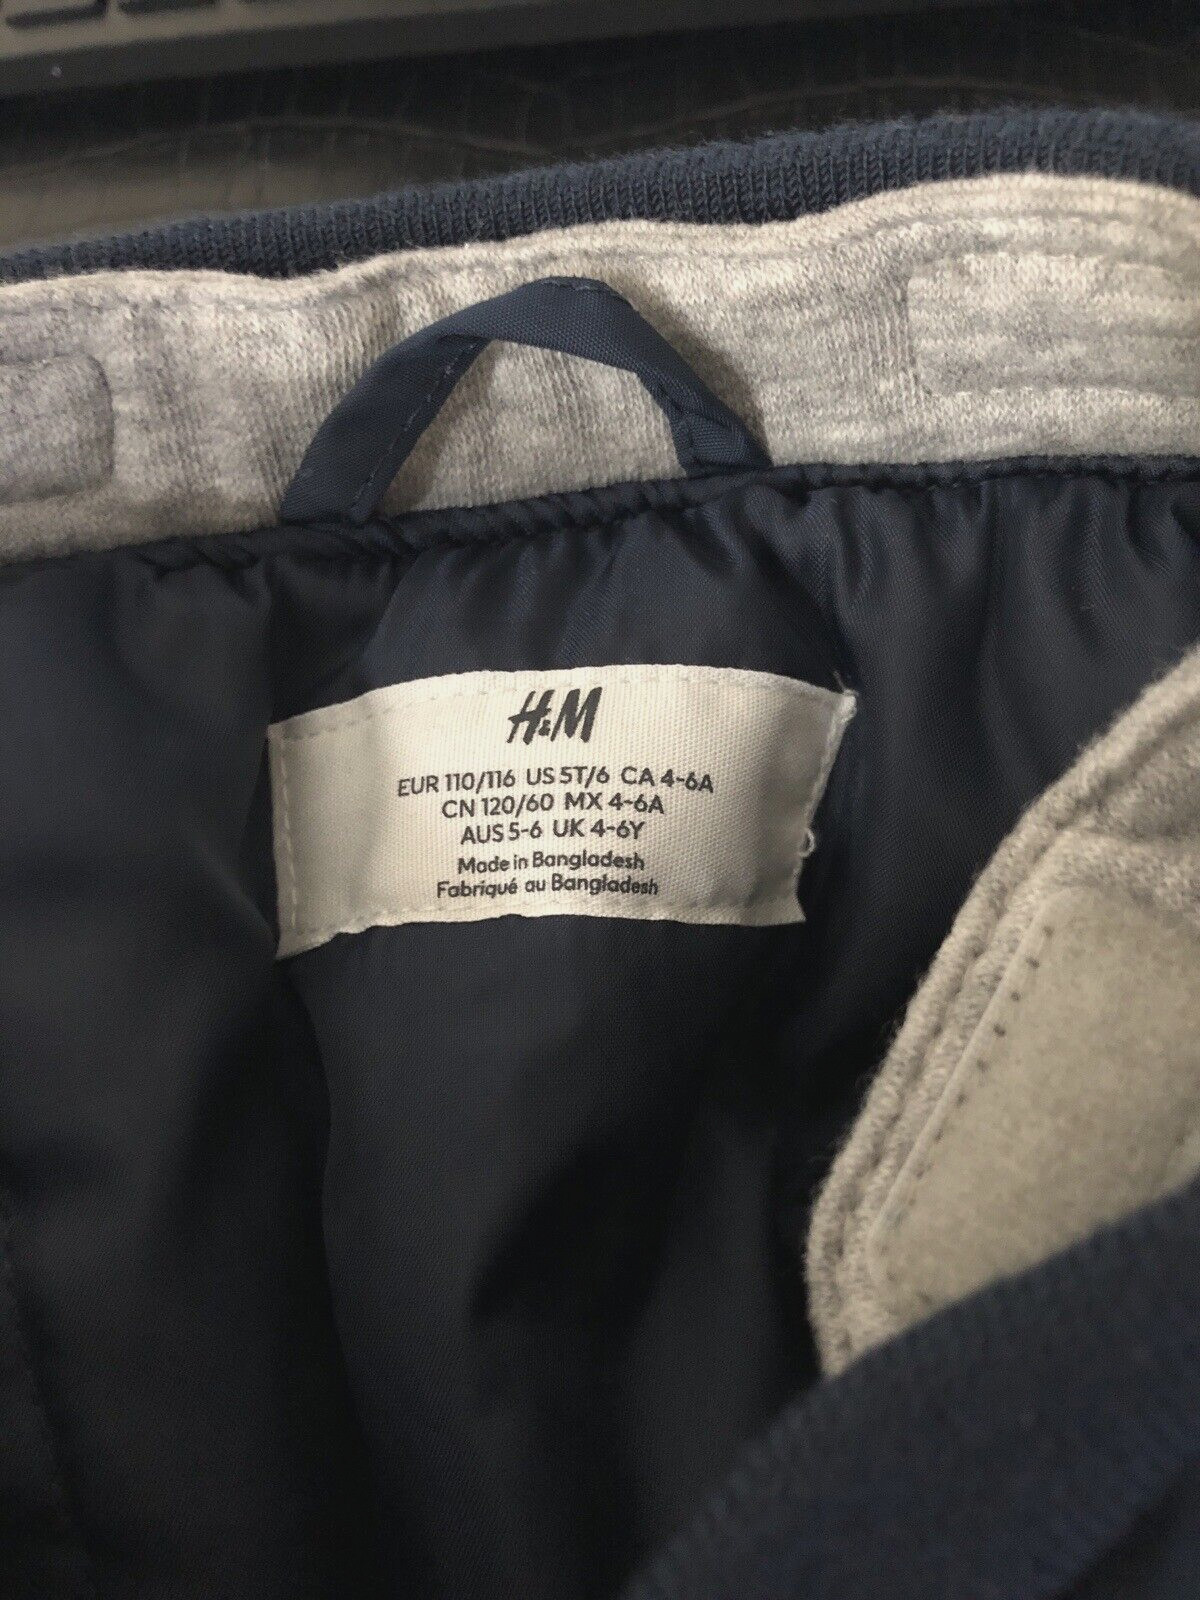 H&M
EUR 110/116 US 5T/6 CA 4-6A
CN 120/60 MX 4-6A
AUS 5-6 UK 4-6Y
Made in Bangladesh
Fabriqué au Bangladesh